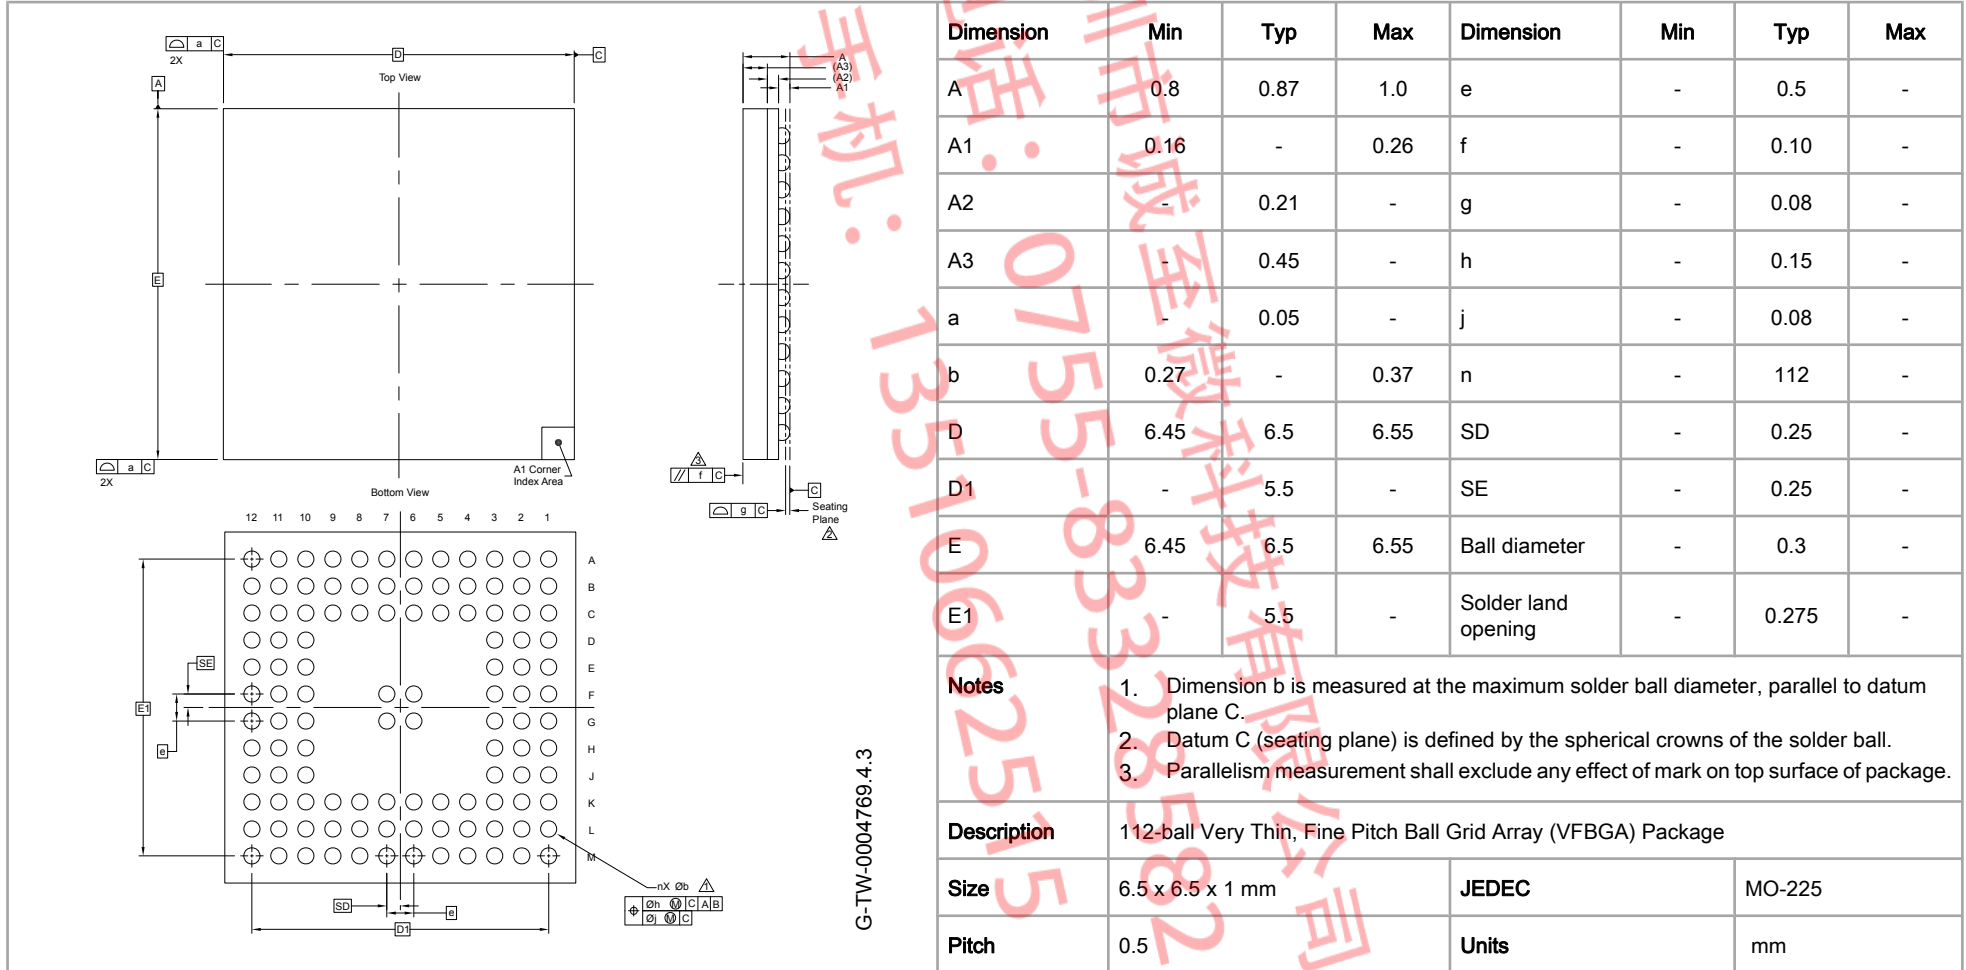 a C
2X
D
C
Top View
A
E
a C
2X
A1 Corner
Index Area
A
(A3)
(A2)
A1
3
// f C
g C
C
Seating
Plane
2
Bottom View
12 11 10 9 8 7 6 5 4 3 2 1
A
B
C
D
E
F
G
H
J
K
L
M
SE
E1
e
SD
e
D1
nX Øb 1
Øh M C A B
Øj M C
G-TW-0004769.4.3
Dimension Min Typ Max Dimension Min Typ Max
A 0.8 0.87 1.0 e - 0.5 -
A1 0.16 - 0.26 f - 0.10 -
A2 - 0.21 - g - 0.08 -
A3 - 0.45 - h - 0.15 -
a - 0.05 - j - 0.08 -
b 0.27 - 0.37 n - 112 -
D 6.45 6.5 6.55 SD - 0.25 -
D1 - 5.5 - SE - 0.25 -
E 6.45 6.5 6.55 Ball diameter - 0.3 -
E1 - 5.5 - Solder land opening - 0.275 -
Notes
1. Dimension b is measured at the maximum solder ball diameter, parallel to datum
plane C.
2. Datum C (seating plane) is defined by the spherical crowns of the solder ball.
3. Parallelism measurement shall exclude any effect of mark on top surface of package.
Description 112-ball Very Thin, Fine Pitch Ball Grid Array (VFBGA) Package
Size 6.5 x 6.5 x 1 mm JEDEC MO-225
Pitch 0.5 Units mm
圳市诚至微科技有限公司
电话：0755-83328582
手机：13510662515